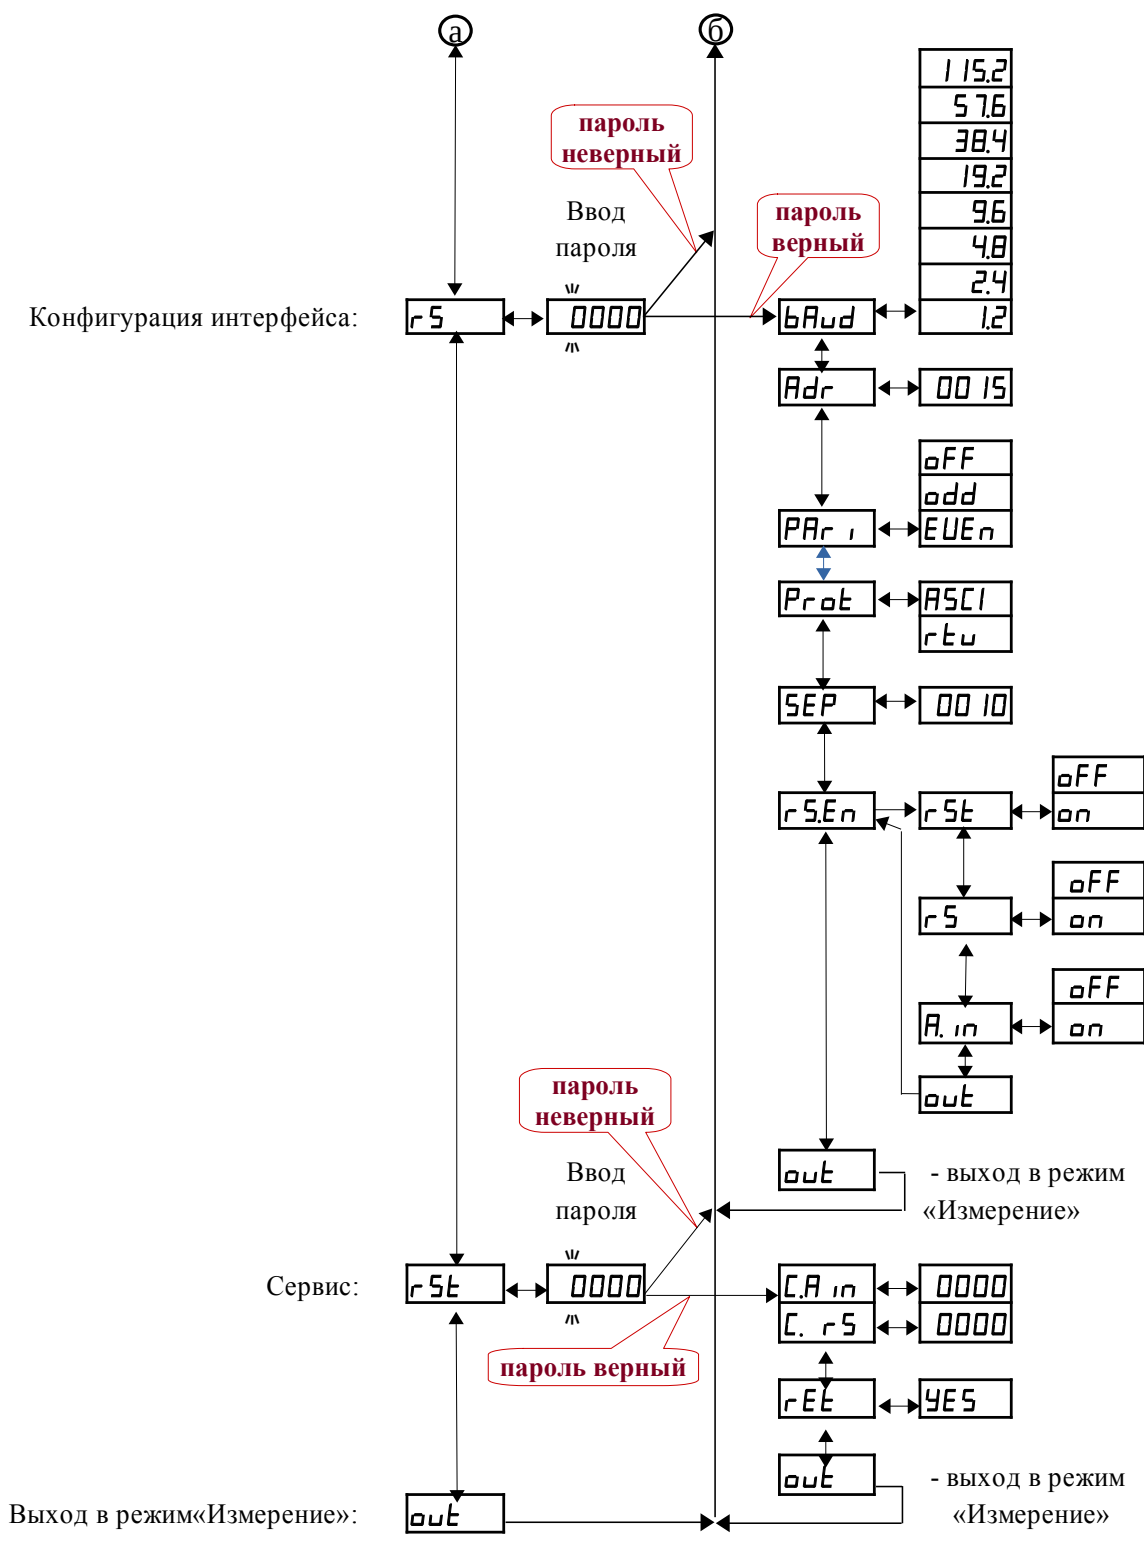 а
б
115.2
57.6
38.4
19.2
9.6
4.8
2.4
1.2
пароль
неверный
Ввод
пароля
пароль
верный
Конфигурация интерфейса:
rS
0000
bAud
Adr
0015
oFF
odd
EVEn
PAri
Prot
ASCI
rtu
SEP
0010
rS.En
rSt
oFF
on
rS
oFF
on
A.in
oFF
on
out
пароль
неверный
Ввод
пароля
out
- выход в режим
«Измерение»
Сервис:
rSt
0000
C.A in
0000
C. rS
0000
пароль верный
rEt
YES
out
- выход в режим
«Измерение»
Выход в режим«Измерение»:
out